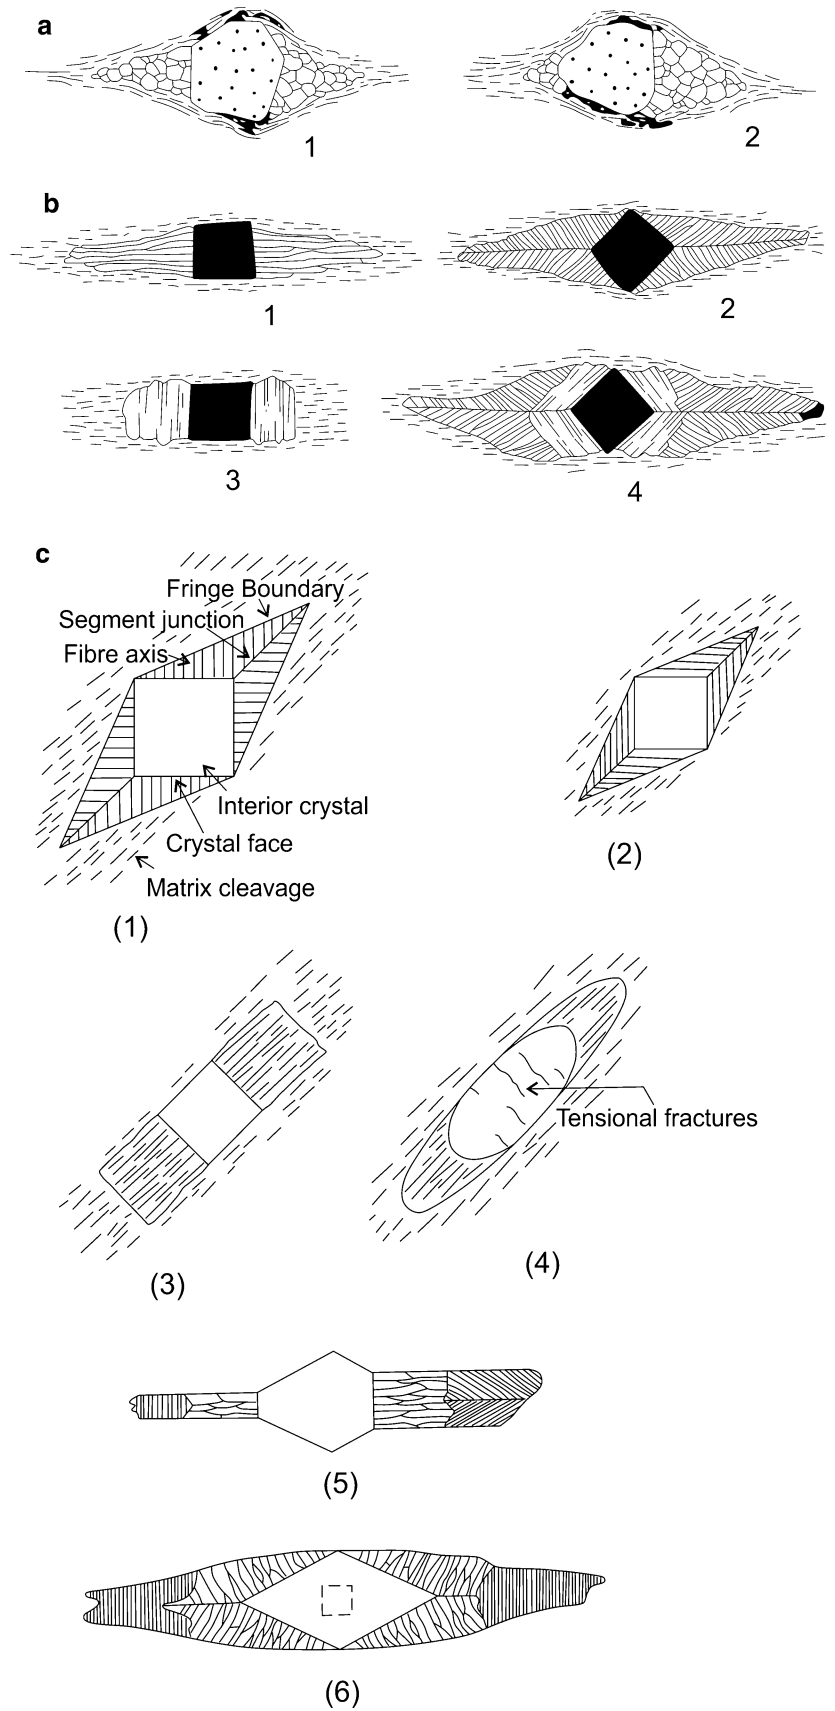 a
1
2
b
1
2
3
4
c
Fringe Boundary
Segment junction
Fibre axis
Interior crystal
Crystal face
Matrix cleavage
(1)
(2)
Tensional fractures
(3)
(4)
(5)
(6)